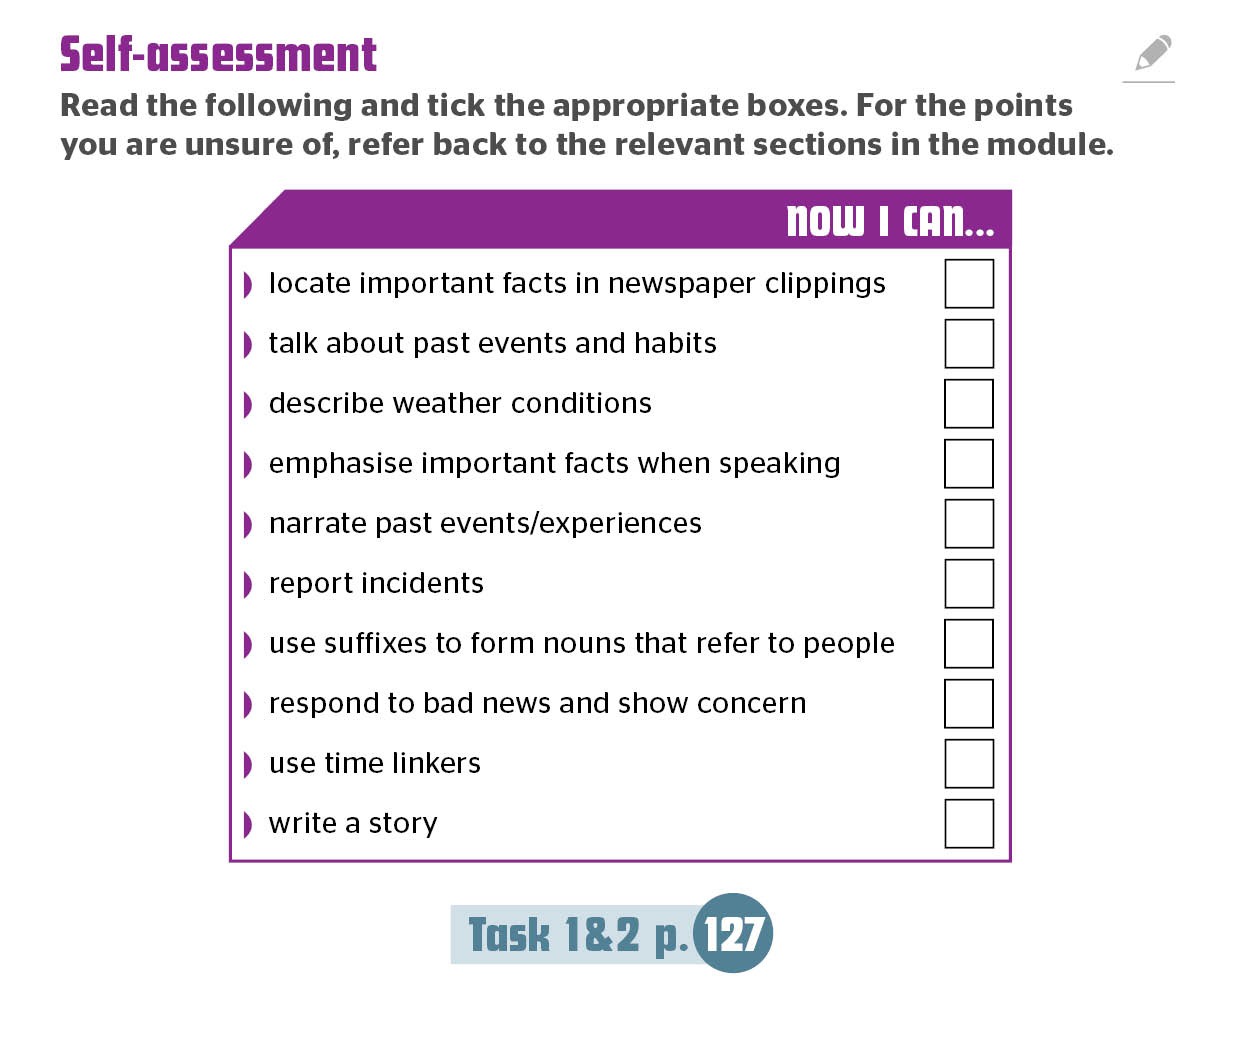 Self-assessment
Read the following and tick the appropriate boxes. For the points
you are unsure of, refer back to the relevant sections in the module.
NOW I CAN...
locate important facts in newspaper clippings
talk about past events and habits
describe weather conditions
emphasise important facts when speaking
narrate past events/experiences
report incidents
use suffixes to form nouns that refer to people
respond to bad news and show concern
use time linkers
write a story
Task 1&2 p. 127